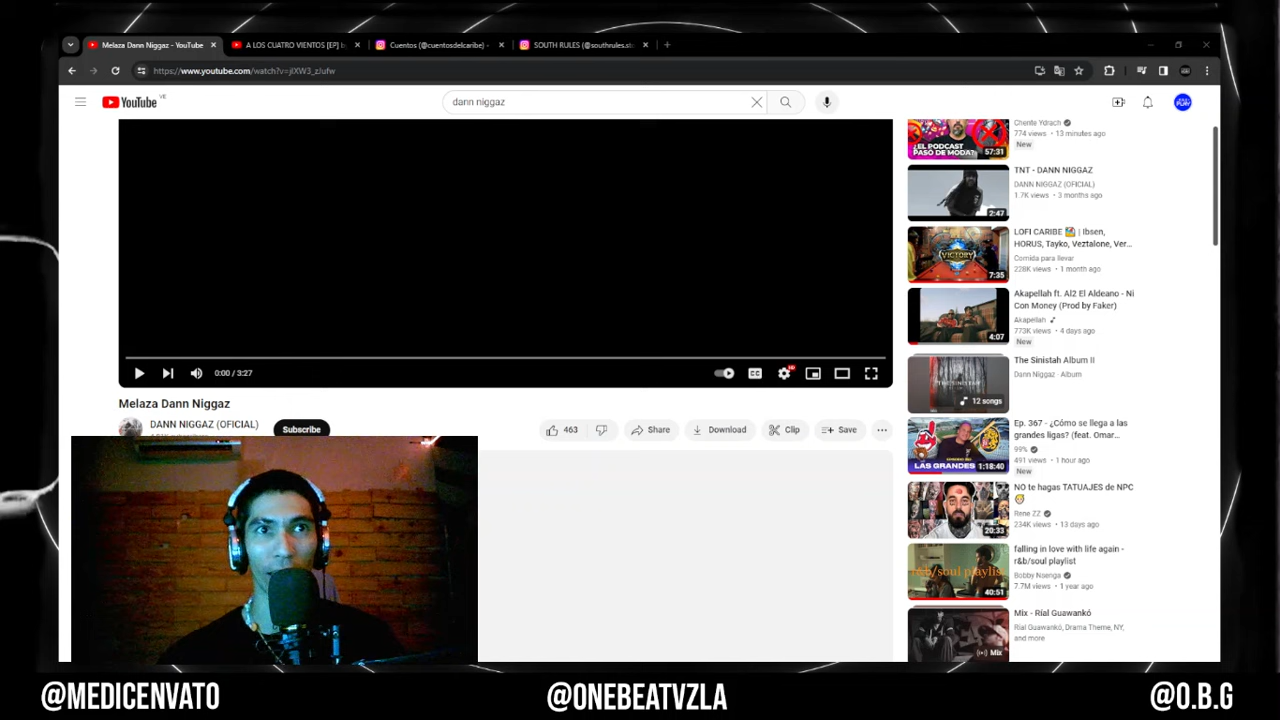 Melaza Dann Niggaz - YouTube
A LOS CUATRO VIENTOS [EP]
Cuentos (@cuentosdelcaribe) •
SOUTH RULES (@southrules.st
https://www.youtube.com/watch?v=jIXW3_zJufw
YouTube VE
dann niggaz
Chente Ydrach
774 views • 13 minutes ago
New
¿EL PODCAST
PASO DE MODA?
57:31
TNT - DANN NIGGAZ
DANN NIGGAZ (OFICIAL)
1.7K views • 3 months ago
2:47
LOFI CARIBE 🏝️ | Ibsen,
HORUS, Tayko, Veztalone, Ver...
Comida para llevar
228K views • 1 month ago
VICTORY
7:35
Akapellah ft. Al2 El Aldeano - Ni
Con Money (Prod by Faker)
Akapellah
773K views • 4 days ago
New
4:07
The Sinistah Album II
Dann Niggaz · Album
12 songs
Ep. 367 - ¿Cómo se llega a las
grandes ligas? (feat. Omar...
99%
491 views • 1 hour ago
New
LAS GRANDES
1:18:40
NO te hagas TATUAJES de NPC
Rene ZZ
234K views • 13 days ago
20:33
falling in love with life again -
r&b/soul playlist
Bobby Nsenga
7.7M views • 1 year ago
r&b/soul playlist
40:51
Mix - Ríal Guawankó
Ríal Guawankó, Drama Theme, NY,
and more
Mix
0:00 / 3:27
Melaza Dann Niggaz
DANN NIGGAZ (OFICIAL)
Subscribe
463
Share
Download
Clip
Save
@MEDICENVATO
@ONEBEATVZLA
@O.B.G